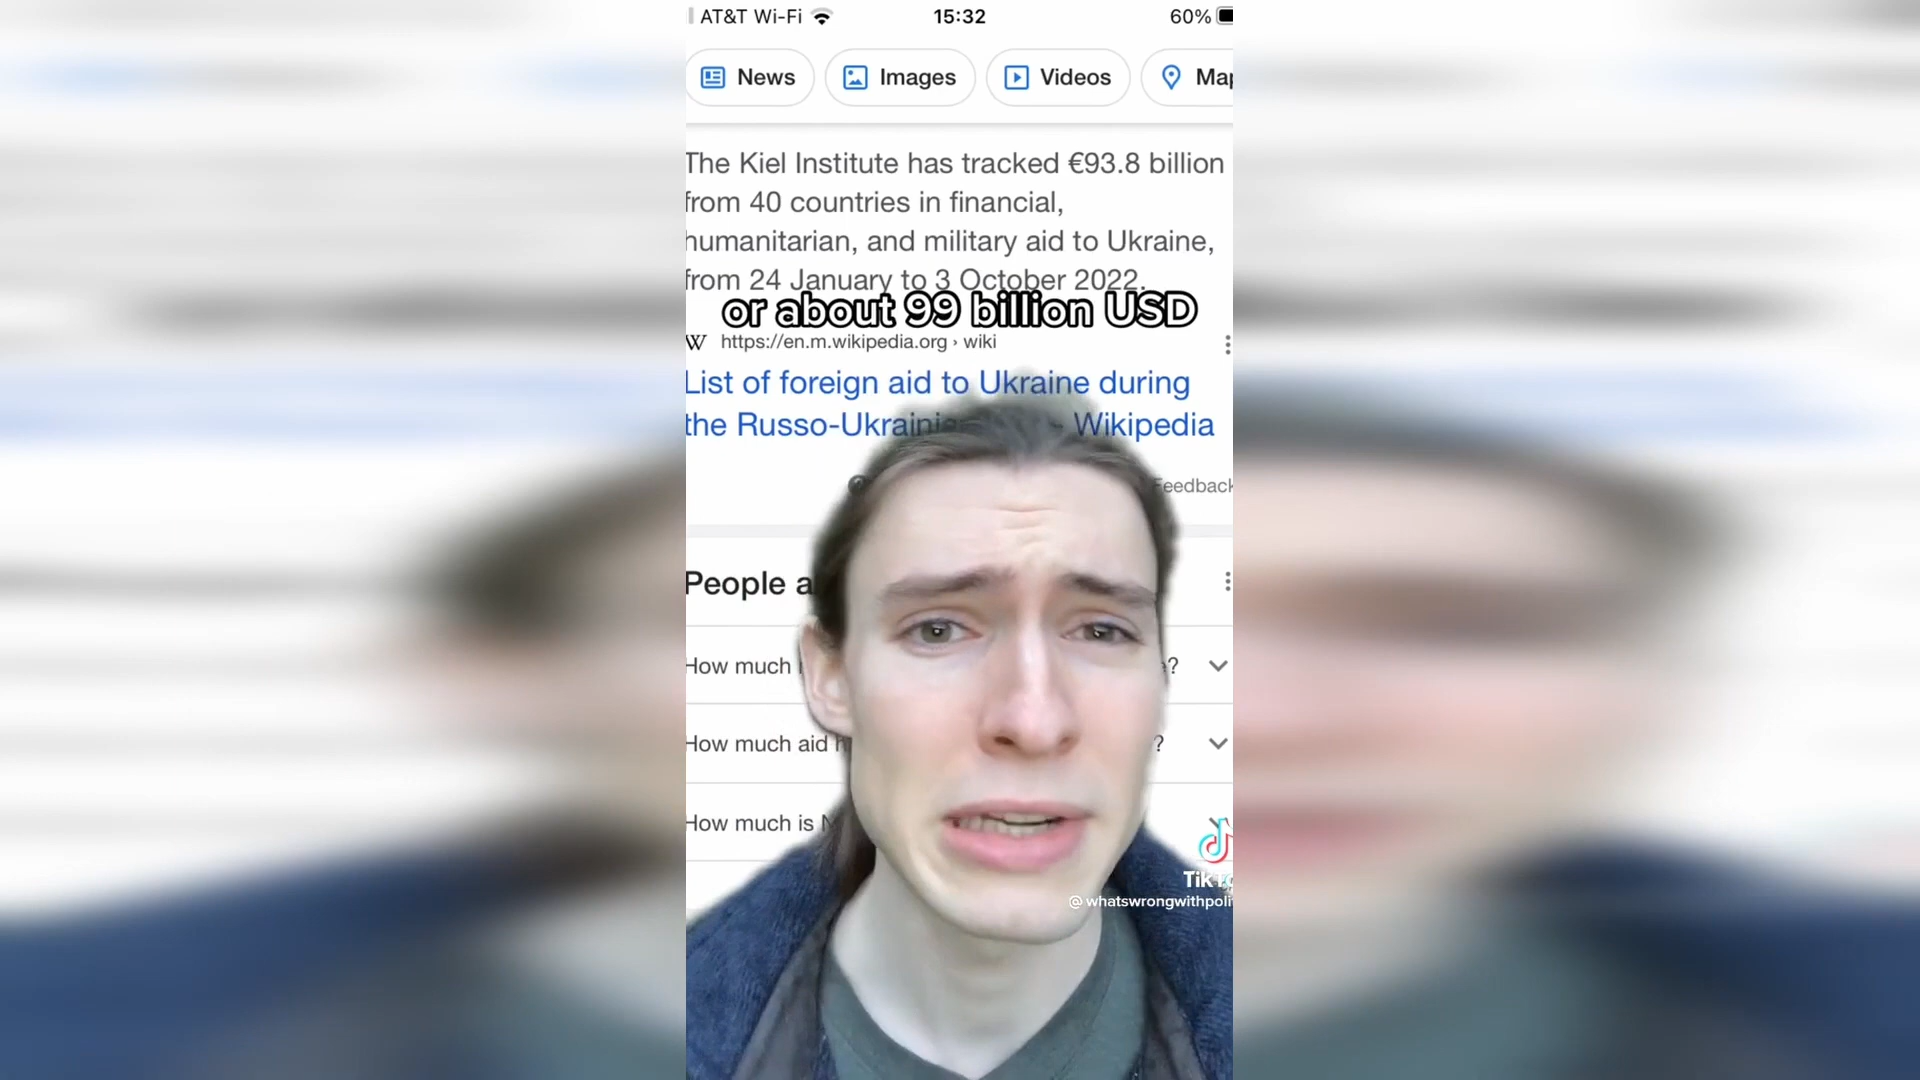 AT&T Wi-Fi 15:32 60%
News Images Videos
The Kiel Institute has tracked €93.8 billion
from 40 countries in financial,
humanitarian, and military aid to Ukraine,
from 24 January to 3 October 2022.
or about 99 billion USD
W https://en.m.wikipedia.org › wiki
List of foreign aid to Ukraine during
the Wikipedia
Feedback
People
How much ?
How much aid ?
How much is
TikTo
@whatswrongwithpoli